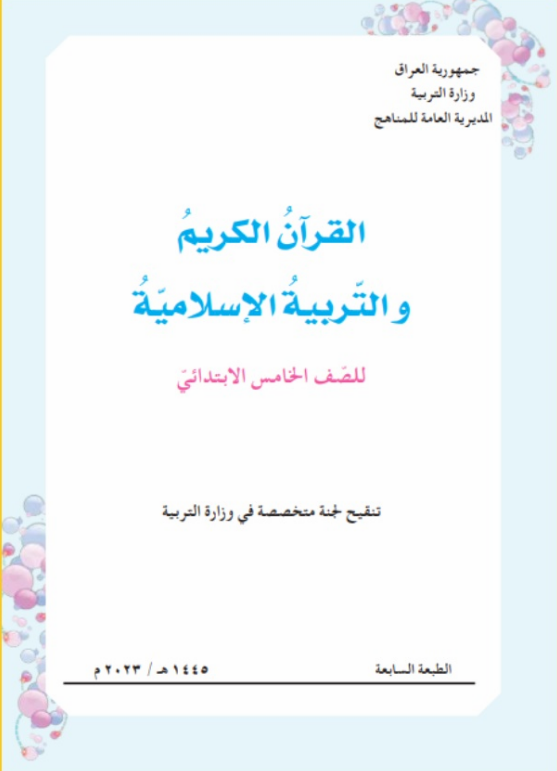 جمهورية العراق
وزارة التربية
المديرية العامة للمناهج
القرآنُ الكريمُ
والتّربيةُ الإسلاميّةُ
للصّف الخامس الابتدائيّ
تنقيح لجنة متخصصة في وزارة التربية
الطبعة السابعة ١٤٤٥ هـ / ٢٠٢٣ م